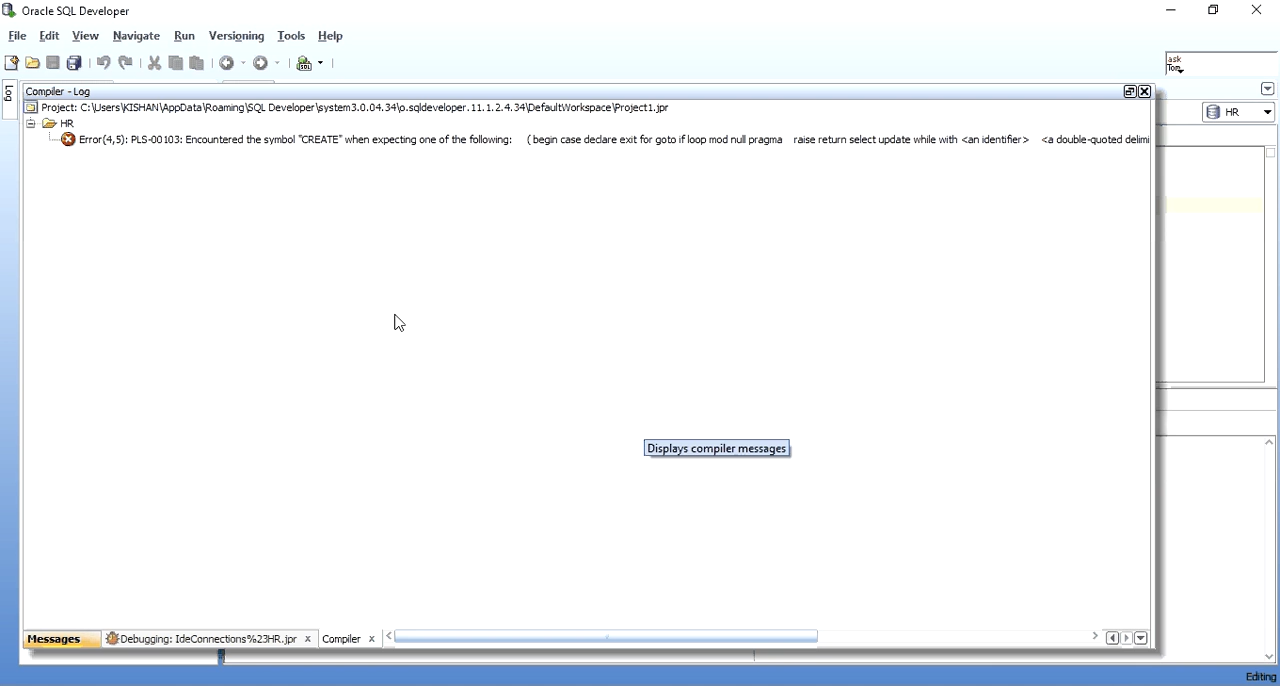 Oracle SQL Developer
File Edit View Navigate Run Versioning Tools Help
ask
Tom
Log
Compiler - Log
Project: C:\Users\KISHAN\AppData\Roaming\SQL Developer\system3.0.04.34\o.sqldeveloper.11.1.2.4.34\DefaultWorkspace\Project1.jpr
HR
HR
Error(4,5): PLS-00103: Encountered the symbol "CREATE" when expecting one of the following: ( begin case declare exit for goto if loop mod null pragma raise return select update while with <an identifier> <a double-quoted delimi
Displays compiler messages
Messages Debugging: IdeConnections%23HR.jpr x Compiler x
Editing